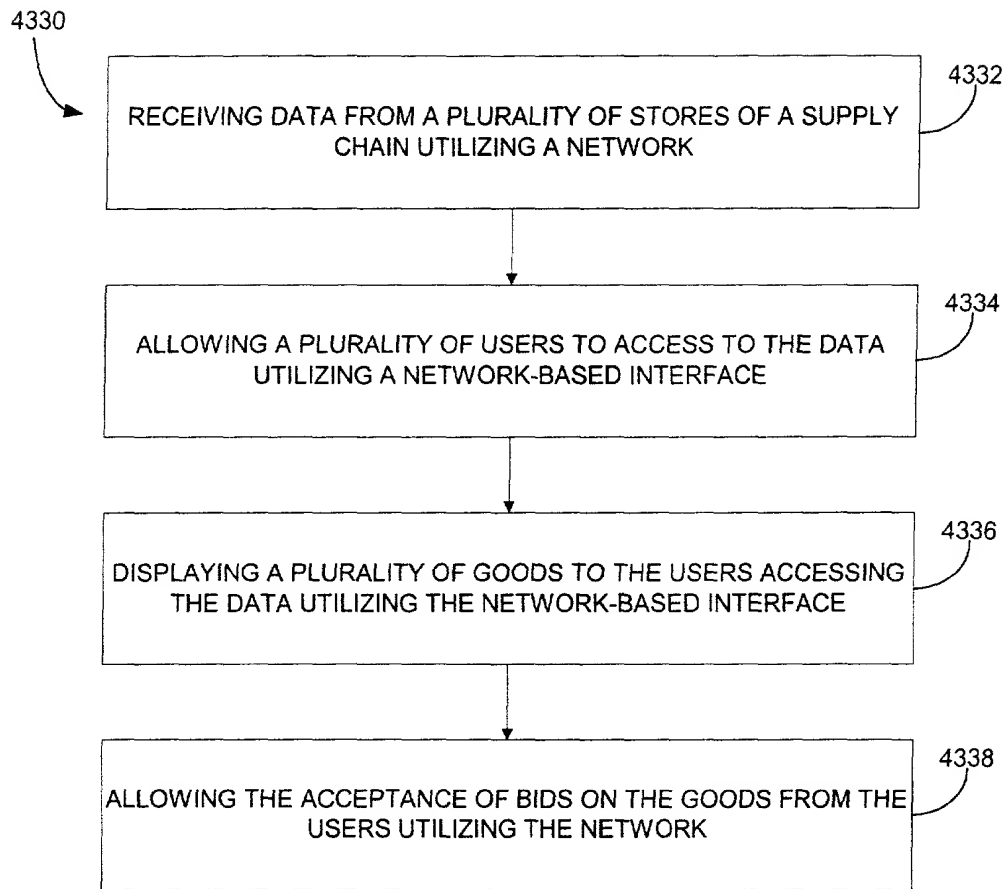 4330
4332
RECEIVING DATA FROM A PLURALITY OF STORES OF A SUPPLY
CHAIN UTILIZING A NETWORK
4334
ALLOWING A PLURALITY OF USERS TO ACCESS TO THE DATA
UTILIZING A NETWORK-BASED INTERFACE
4336
DISPLAYING A PLURALITY OF GOODS TO THE USERS ACCESSING
THE DATA UTILIZING THE NETWORK-BASED INTERFACE
4338
ALLOWING THE ACCEPTANCE OF BIDS ON THE GOODS FROM THE
USERS UTILIZING THE NETWORK